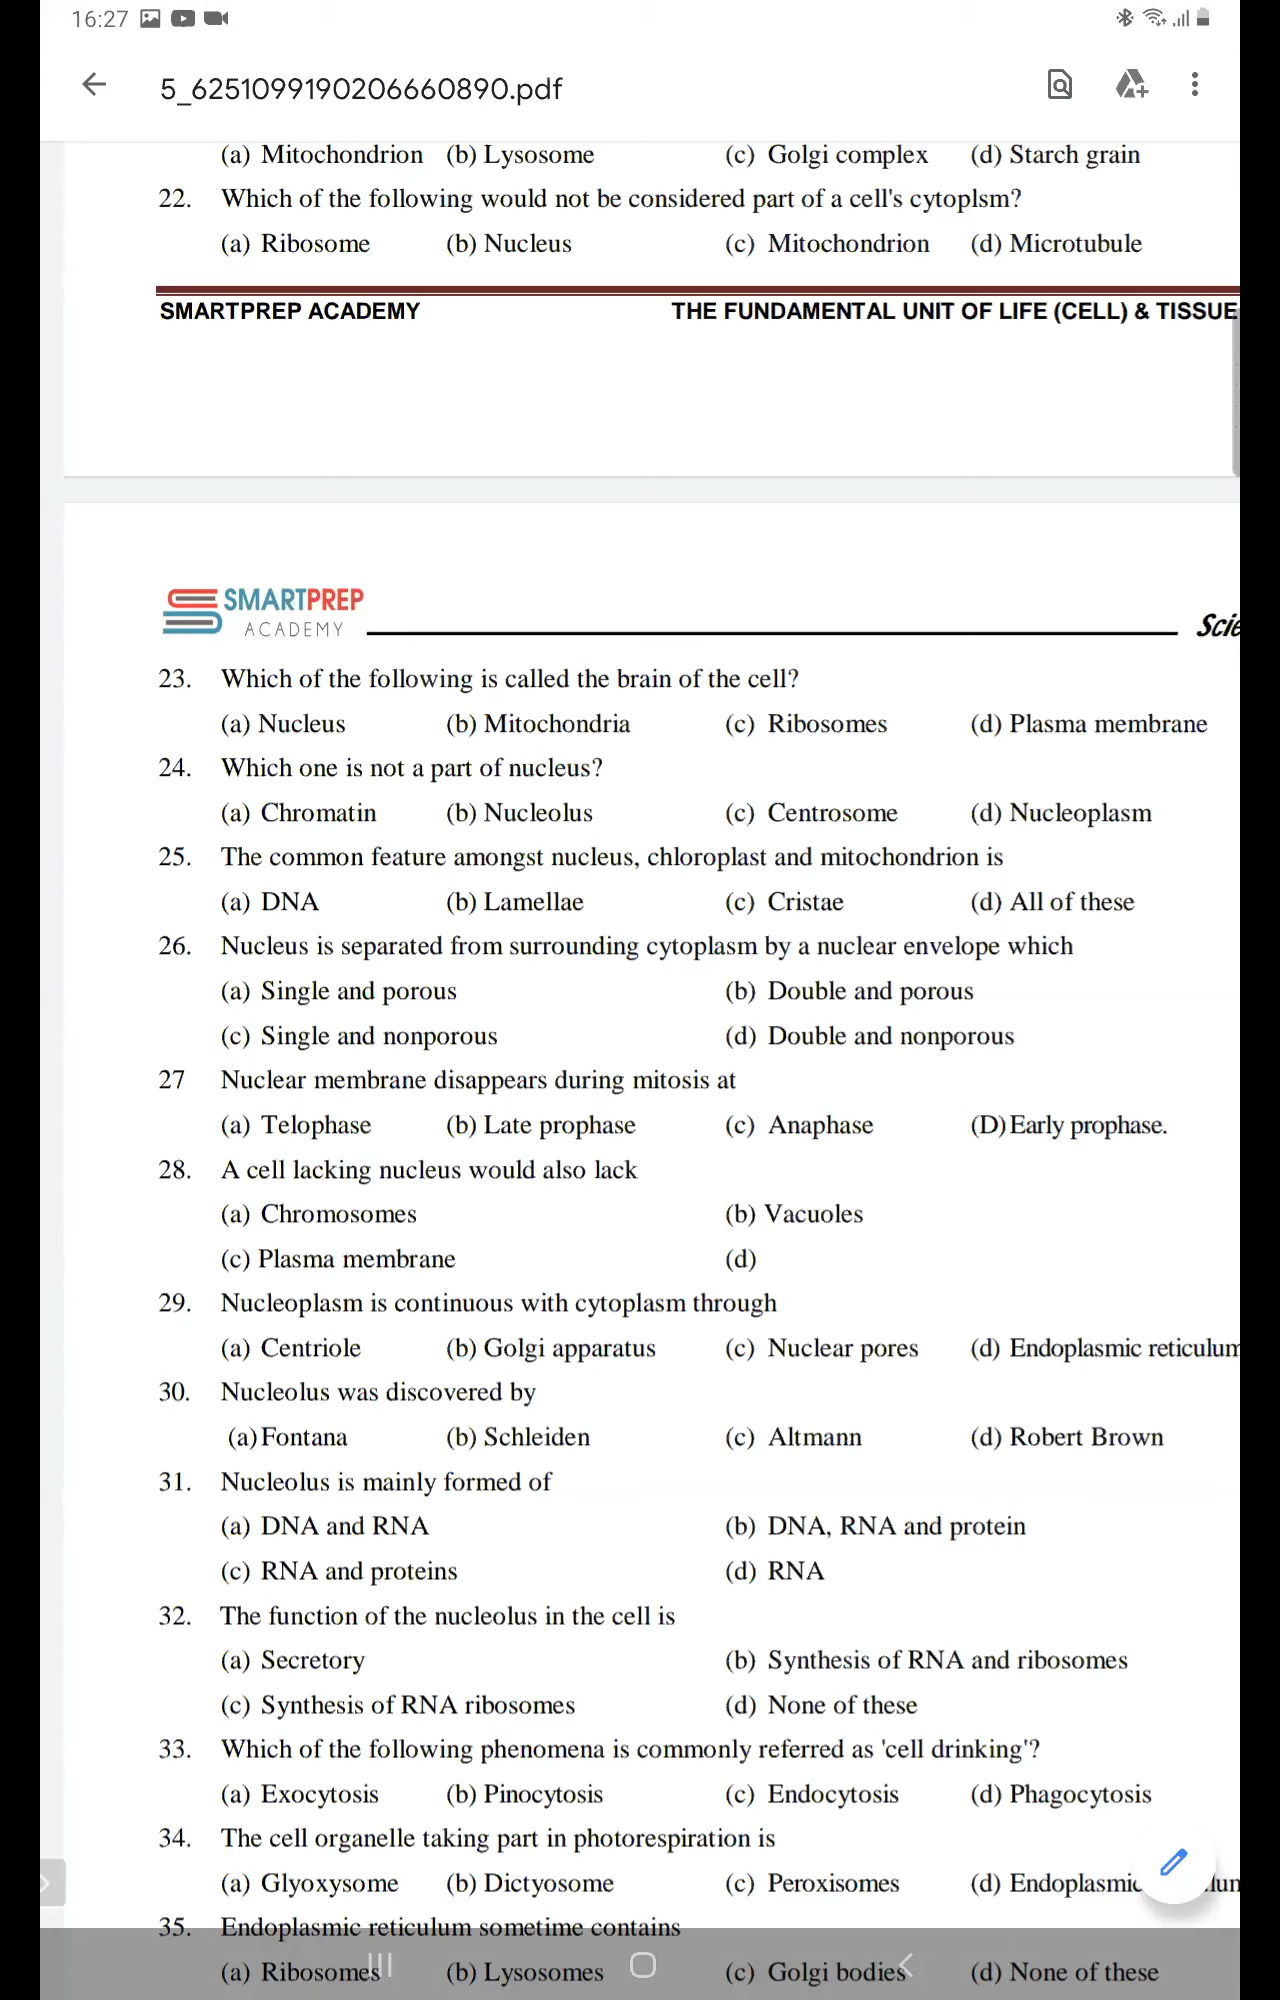 16:27
5_6251099190206660890.pdf
(a) Mitochondrion (b) Lysosome (c) Golgi complex (d) Starch grain
22. Which of the following would not be considered part of a cell's cytoplsm?
(a) Ribosome (b) Nucleus (c) Mitochondrion (d) Microtubule
SMARTPREP ACADEMY THE FUNDAMENTAL UNIT OF LIFE (CELL) & TISSUE
SMARTPREP
ACADEMY
Scie
23. Which of the following is called the brain of the cell?
(a) Nucleus (b) Mitochondria (c) Ribosomes (d) Plasma membrane
24. Which one is not a part of nucleus?
(a) Chromatin (b) Nucleolus (c) Centrosome (d) Nucleoplasm
25. The common feature amongst nucleus, chloroplast and mitochondrion is
(a) DNA (b) Lamellae (c) Cristae (d) All of these
26. Nucleus is separated from surrounding cytoplasm by a nuclear envelope which
(a) Single and porous (b) Double and porous
(c) Single and nonporous (d) Double and nonporous
27 Nuclear membrane disappears during mitosis at
(a) Telophase (b) Late prophase (c) Anaphase (D) Early prophase.
28. A cell lacking nucleus would also lack
(a) Chromosomes (b) Vacuoles
(c) Plasma membrane (d)
29. Nucleoplasm is continuous with cytoplasm through
(a) Centriole (b) Golgi apparatus (c) Nuclear pores (d) Endoplasmic reticulum
30. Nucleolus was discovered by
(a) Fontana (b) Schleiden (c) Altmann (d) Robert Brown
31. Nucleolus is mainly formed of
(a) DNA and RNA (b) DNA, RNA and protein
(c) RNA and proteins (d) RNA
32. The function of the nucleolus in the cell is
(a) Secretory (b) Synthesis of RNA and ribosomes
(c) Synthesis of RNA ribosomes (d) None of these
33. Which of the following phenomena is commonly referred as 'cell drinking'?
(a) Exocytosis (b) Pinocytosis (c) Endocytosis (d) Phagocytosis
34. The cell organelle taking part in photorespiration is
(a) Glyoxysome (b) Dictyosome (c) Peroxisomes (d) Endoplasmic
35. Endoplasmic reticulum sometime contains
(a) Ribosomes (b) Lysosomes (c) Golgi bodies (d) None of these